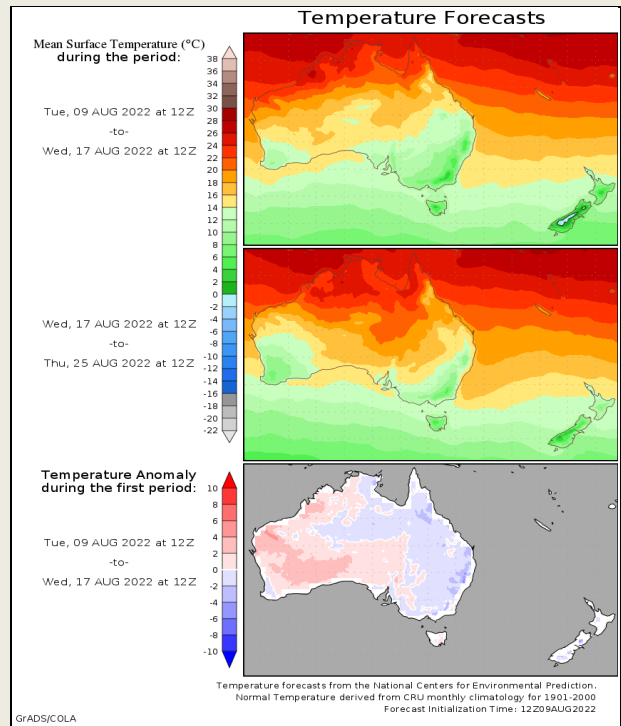 Temperature Forecasts
Mean Surface Temperature (°C)
during the period:
Tue, 09 AUG 2022 at 12Z
-to-
Wed, 17 AUG 2022 at 12Z
38
36
34
32
30
28
26
24
22
20
18
16
14
12
10
8
6
4
2
0
-2
-4
-6
-8
-10
-12
-14
-16
-18
-20
-22
Wed, 17 AUG 2022 at 12Z
-to-
Thu, 25 AUG 2022 at 12Z
Temperature Anomaly
during the first period:
Tue, 09 AUG 2022 at 12Z
-to-
Wed, 17 AUG 2022 at 12Z
10
8
6
4
2
0
-2
-4
-6
-8
-10
Temperature forecasts from the National Centers for Environmental Prediction.
Normal Temperature derived from CRU monthly climatology for 1901-2000
Forecast Initialization Time: 12Z09AUG2022
GrADS/COLA